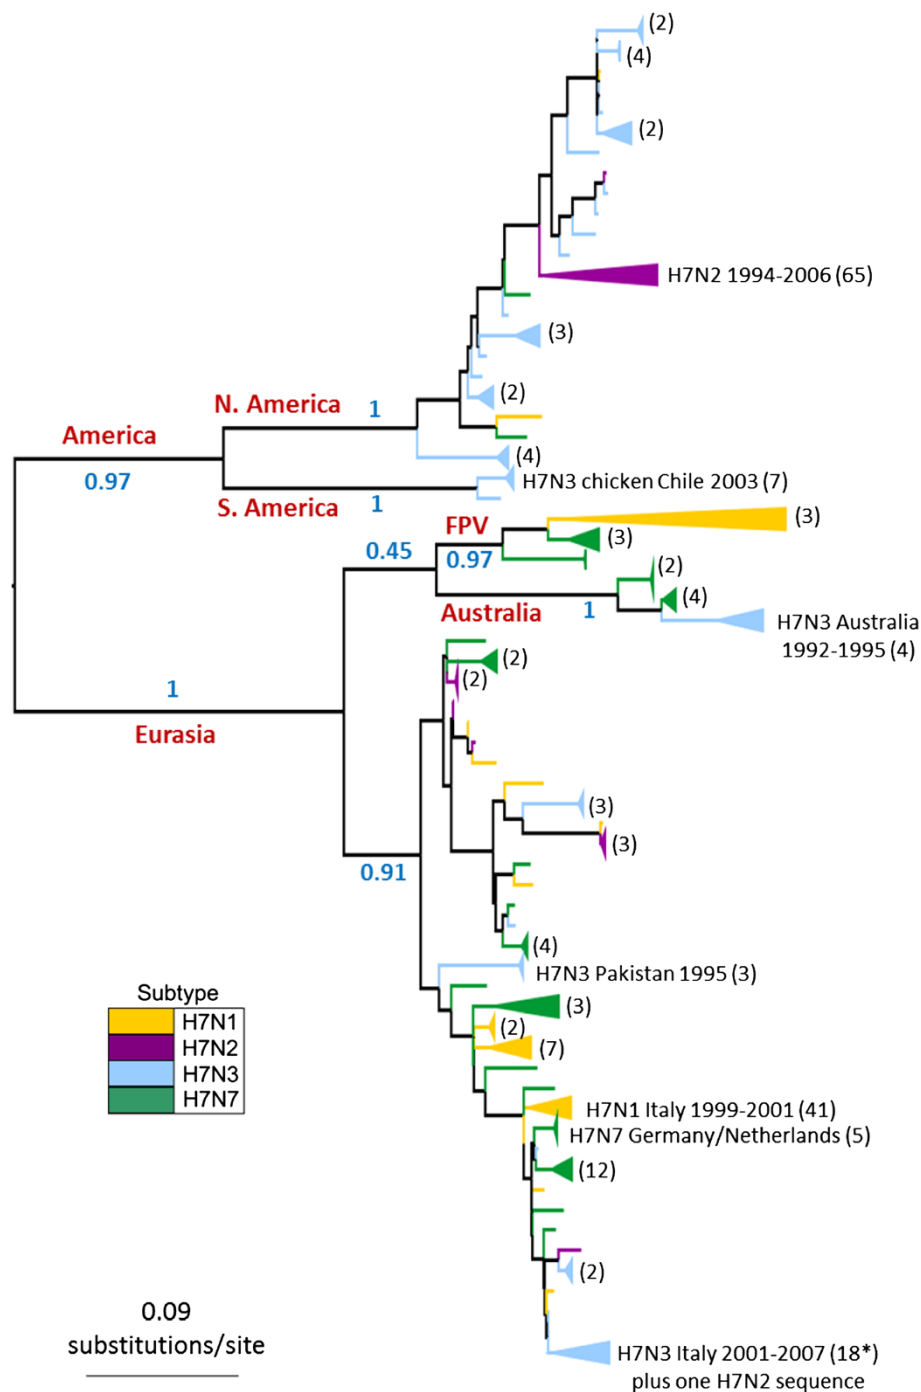 (2)
(4)
(2)
H7N2 1994-2006 (65)
(3)
(2)
N. America 1
America
0.97
(4)
H7N3 chicken Chile 2003 (7)
S. America 1
FPV
(3)
0.45
0.97
(3)
(2)
(4)
Australia 1
H7N3 Australia
1992-1995 (4)
(2)
(2)
1
Eurasia
(3)
(3)
0.91
(4)
H7N3 Pakistan 1995 (3)
Subtype
H7N1
H7N2
H7N3
H7N7
(3)
(2)
(7)
H7N1 Italy 1999-2001 (41)
H7N7 Germany/Netherlands (5)
(12)
(2)
0.09
substitutions/site
H7N3 Italy 2001-2007 (18*)
plus one H7N2 sequence